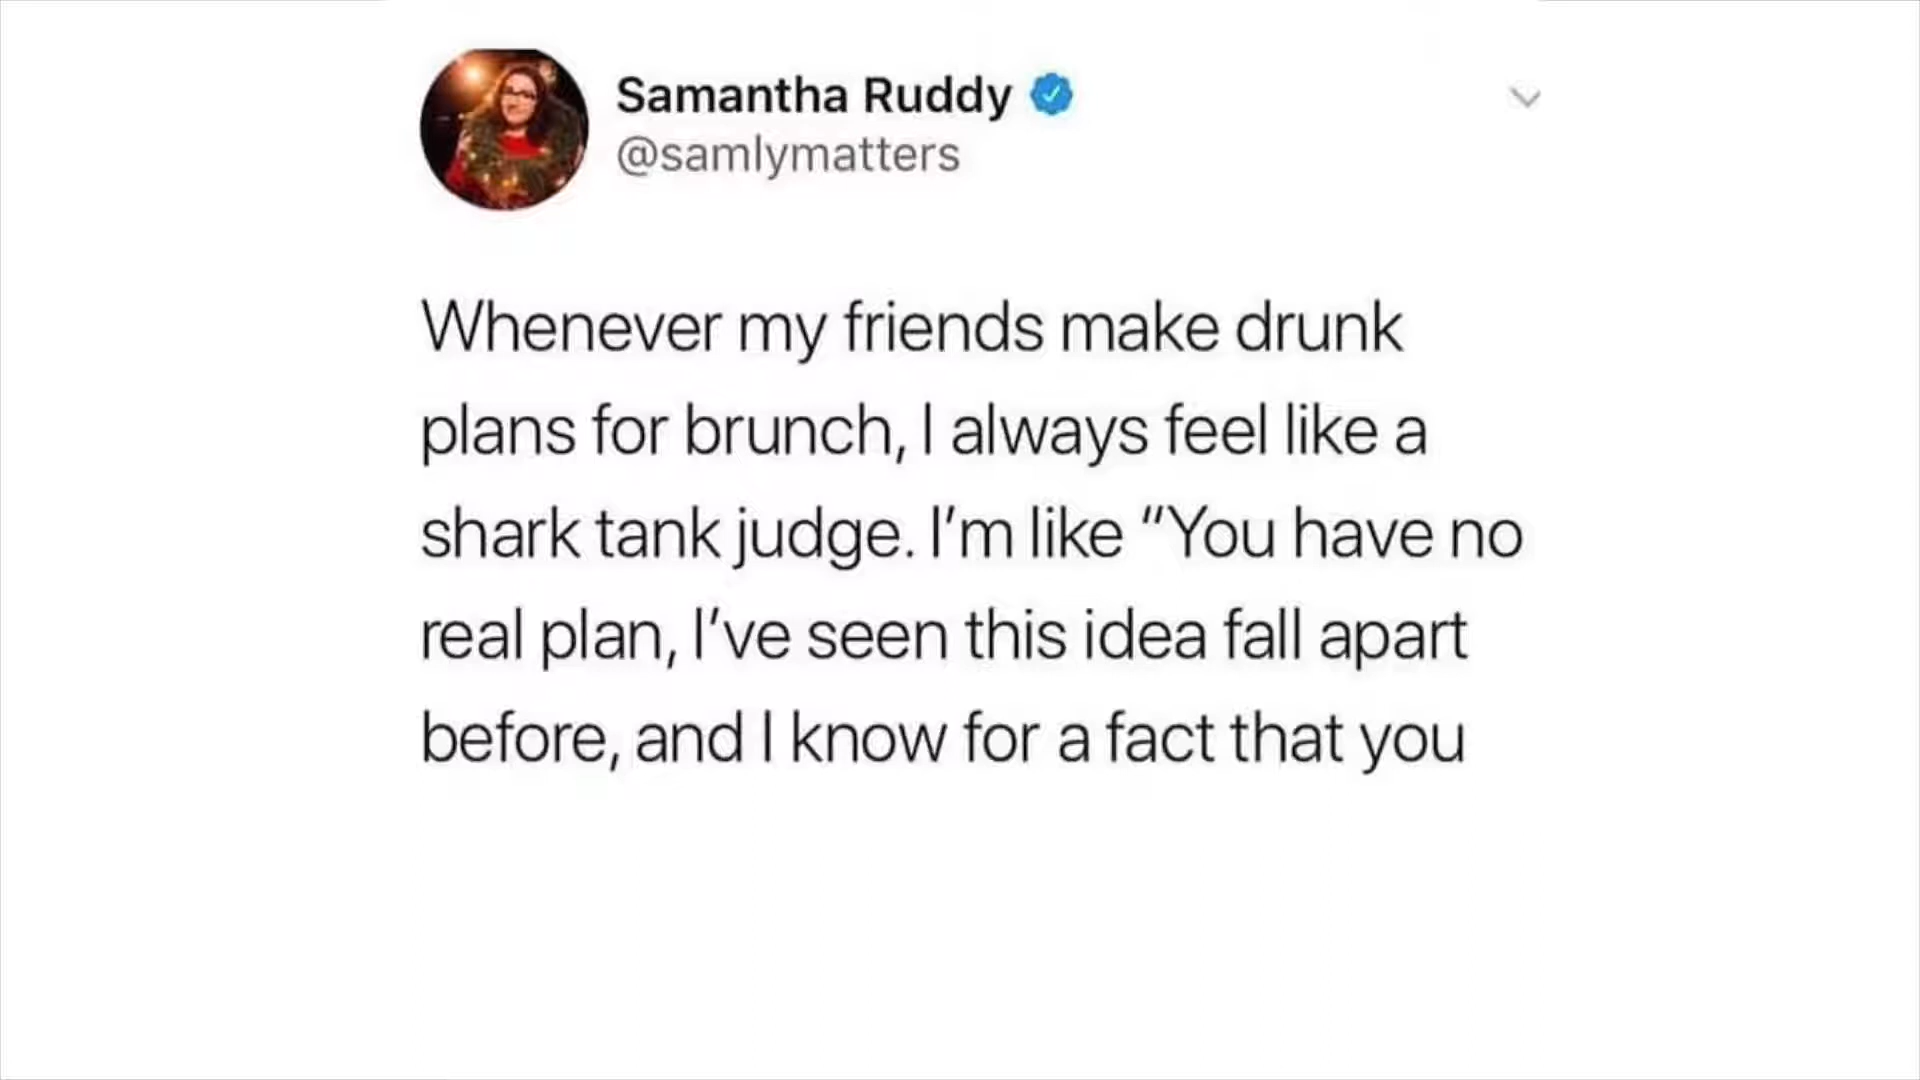 Samantha Ruddy
@samlymatters
Whenever my friends make drunk
plans for brunch, I always feel like a
shark tank judge. I’m like “You have no
real plan, I’ve seen this idea fall apart
before, and I know for a fact that you